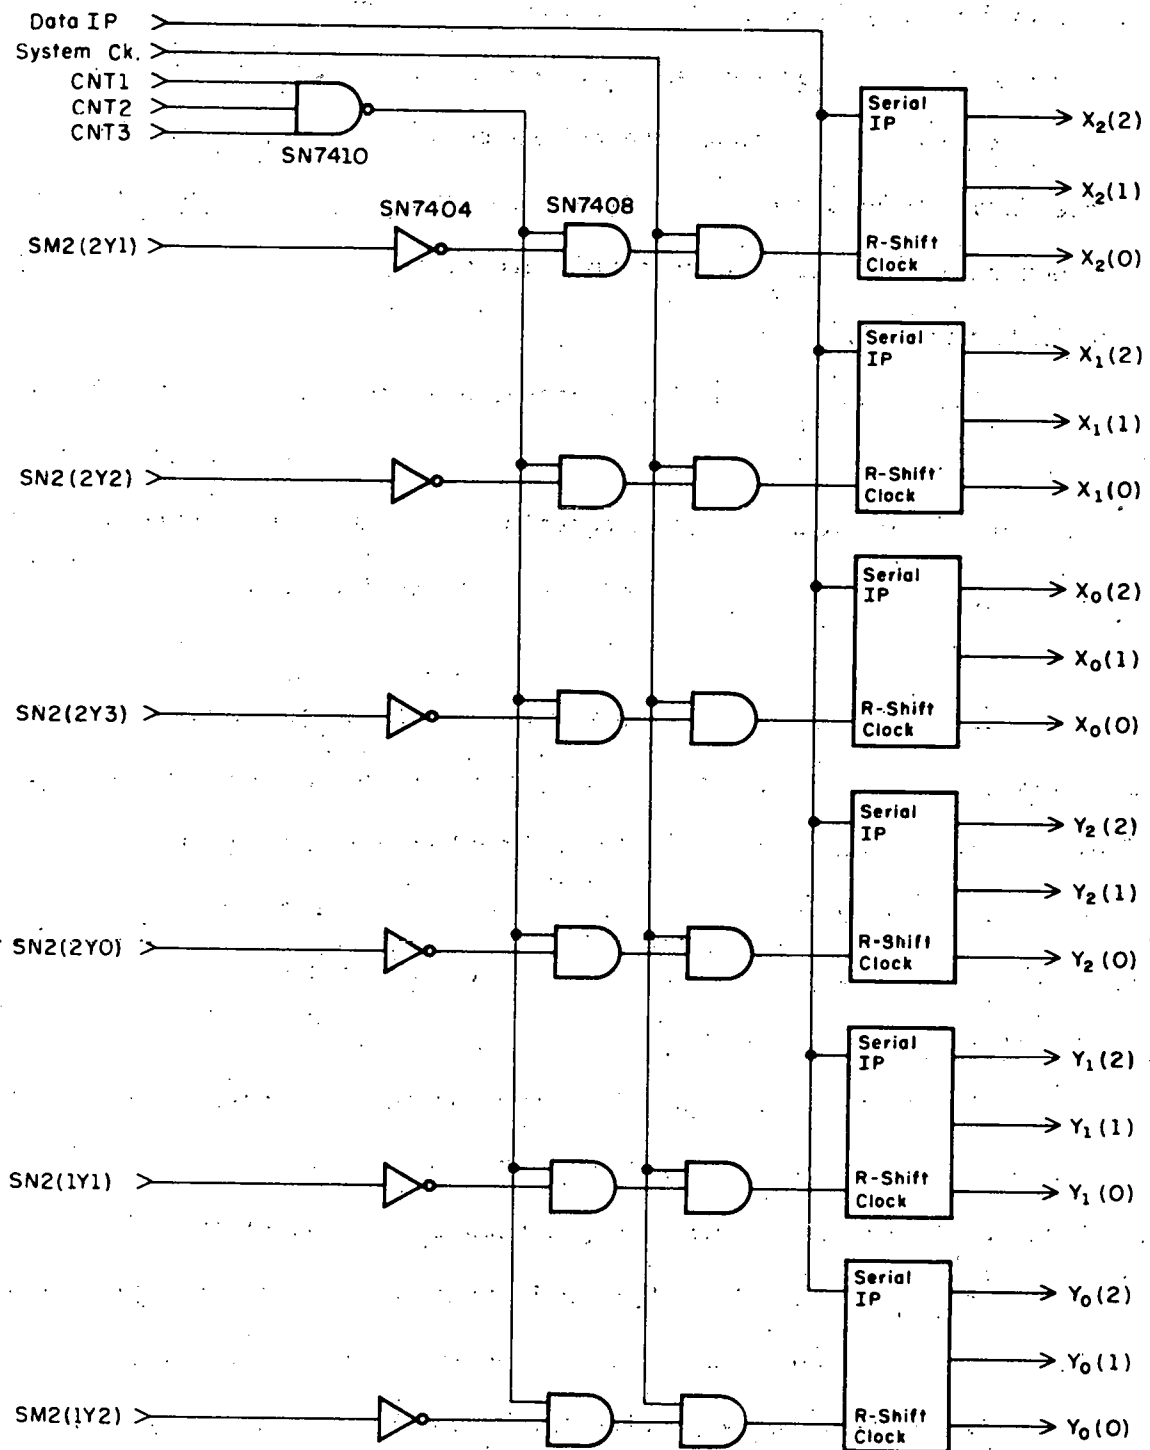 Data IP
System Ck.
CNT1
CNT2
CNT3
SN7410
Serial
IP
X₂(2)
X₂(1)
SN7404
SN7408
SM2(2Y1)
R-Shift
Clock
X₂(0)
Serial
IP
X₁(2)
X₁(1)
SN2(2Y2)
R-Shift
Clock
X₁(0)
Serial
IP
X₀(2)
X₀(1)
SN2(2Y3)
R-Shift
Clock
X₀(0)
Serial
IP
Y₂(2)
Y₂(1)
SN2(2Y0)
R-Shift
Clock
Y₂(0)
Serial
IP
Y₁(2)
Y₁(1)
SN2(1Y1)
R-Shift
Clock
Y₁(0)
Serial
IP
Y₀(2)
Y₀(1)
SM2(1Y2)
R-Shift
Clock
Y₀(0)